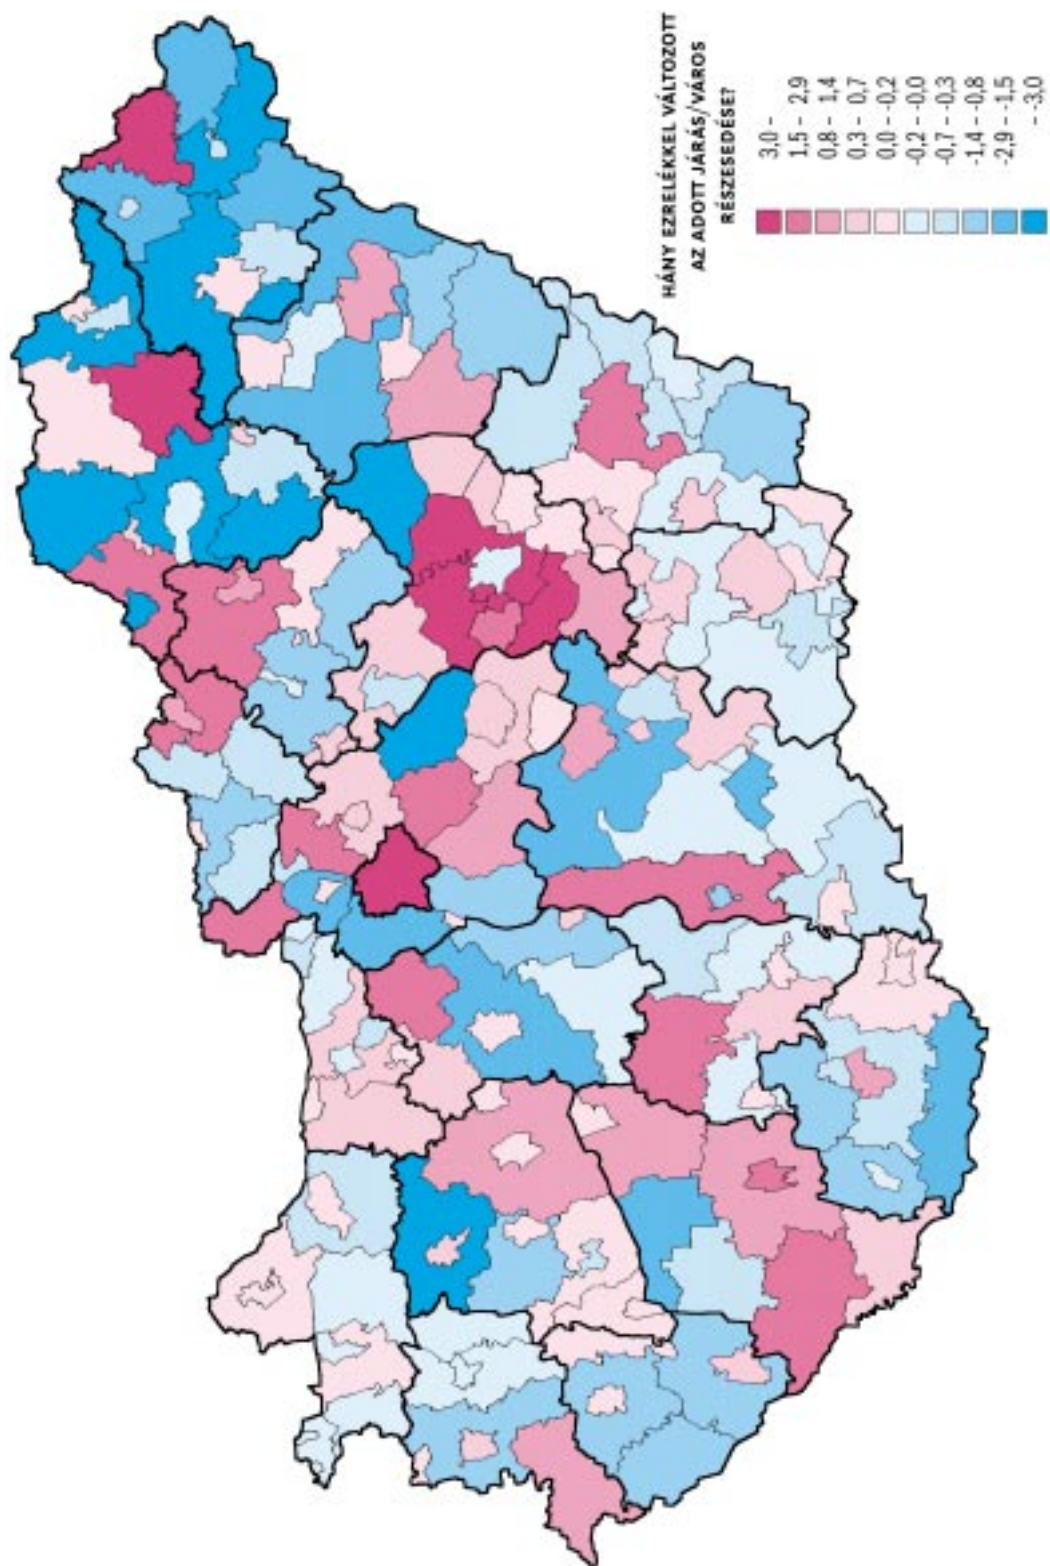 HÁNY EZRELÉKKEL VÁLTOZOTT
AZ ADOTT JÁRÁS/VÁROS
RÉSZESEDÉSE?
3,0 –
1,5 – 2,9
0,8 – 1,4
0,3 – 0,7
0,0 – 0,2
-0,2 – -0,0
-0,7 – -0,3
-1,4 – -0,8
-2,9 – -1,5
– -3,0